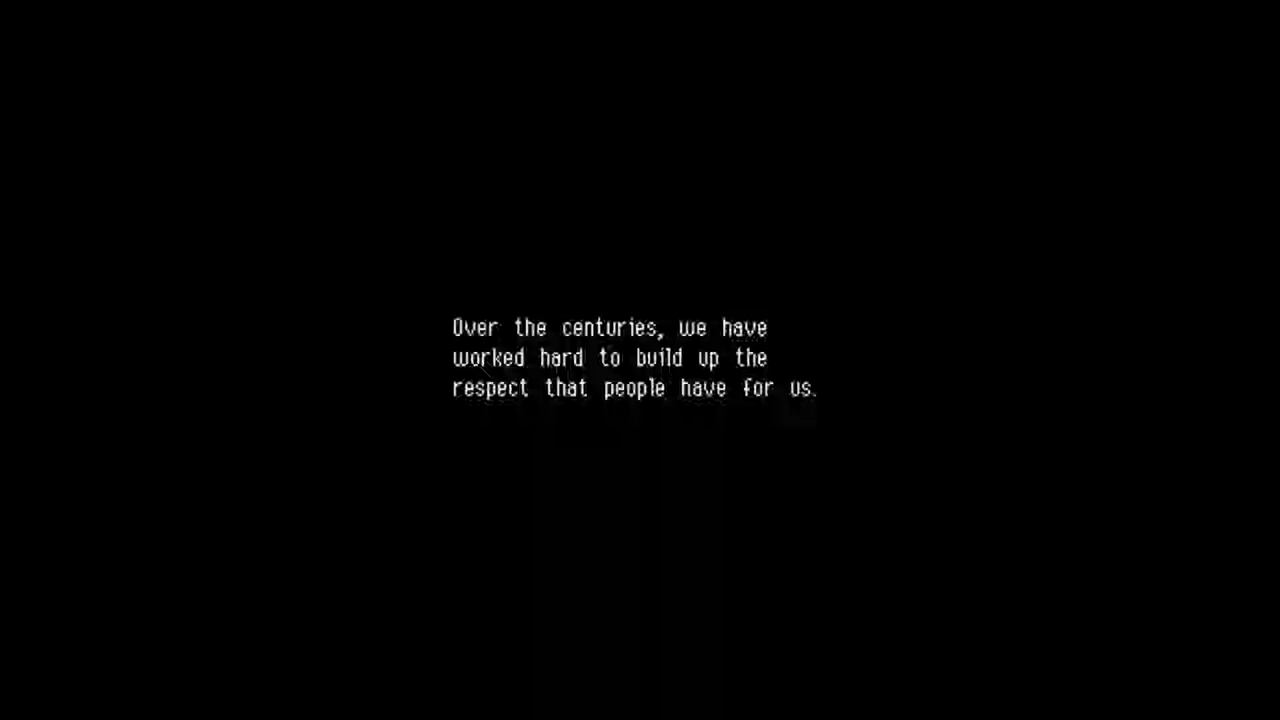 Over the centuries, we have
worked hard to build up the
respect that people have for us.